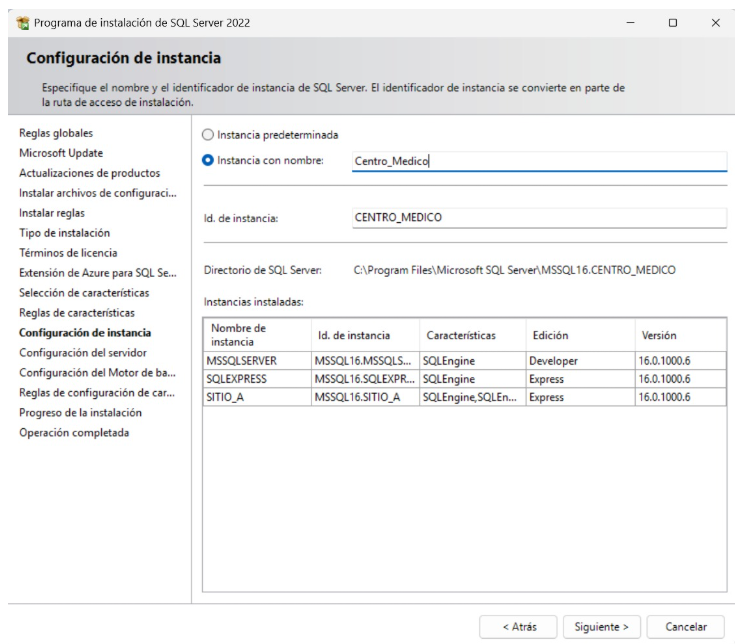 Programa de instalación de SQL Server 2022
Configuración de instancia
Especifique el nombre y el identificador de instancia de SQL Server. El identificador de instancia se convierte en parte de
la ruta de acceso de instalación.
Reglas globales
Microsoft Update
Actualizaciones de productos
Instalar archivos de configuraci...
Instalar reglas
Tipo de instalación
Términos de licencia
Extensión de Azure para SQL Se...
Selección de características
Reglas de características
Configuración de instancia
Configuración del servidor
Configuración del Motor de ba...
Reglas de configuración de car...
Progreso de la instalación
Operación completada
Instancia predeterminada
Instancia con nombre: Centro_Medico
Id. de instancia: CENTRO_MEDICO
Directorio de SQL Server: C:\Program Files\Microsoft SQL Server\MSSQL16.CENTRO_MEDICO
Instancias instaladas:
Nombre de
instancia Id. de instancia Características Edición Versión
MSSQLSERVER MSSQL16.MSSQLS... SQLEngine Developer 16.0.1000.6
SQLEXPRESS MSSQL16.SQLEXPR... SQLEngine Express 16.0.1000.6
SITIO_A MSSQL16.SITIO_A SQLEngine,SQLEn... Express 16.0.1000.6
< Atrás Siguiente > Cancelar